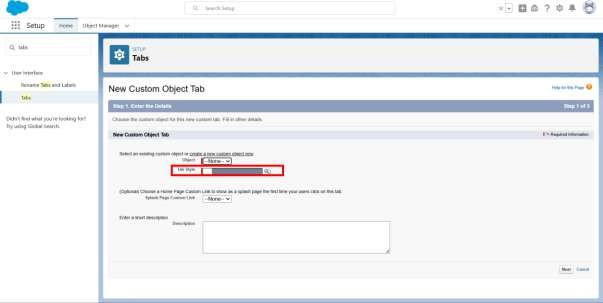 Search Setup
Setup
Home
Object Manager
tabs
User Interface
Rename Tabs and Labels
Tabs
Didn't find what you're looking for?
Try using Global Search.
SETUP
Tabs
New Custom Object Tab
Help for this Page
Step 1. Enter the Details
Step 1 of 3
Choose the custom object for this new custom tab. Fill in other details.
New Custom Object Tab
= Required Information
Select an existing custom object or create a new custom object now.
Object
--None--
Tab Style
(Optional) Choose a Home Page Custom Link to show as a splash page the first time your users click on this tab.
Splash Page Custom Link
--None--
Enter a short description.
Description
Next
Cancel